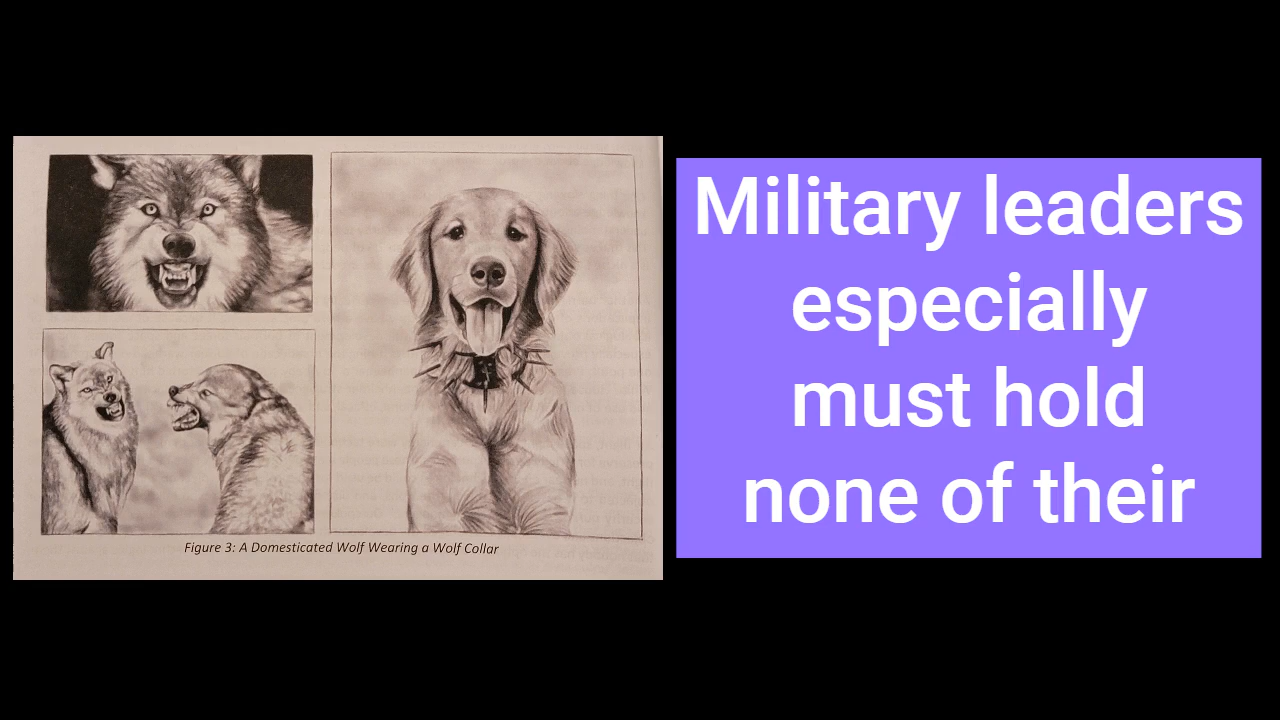 Figure 3: A Domesticated Wolf Wearing a Wolf Collar
Military leaders
especially
must hold
none of their